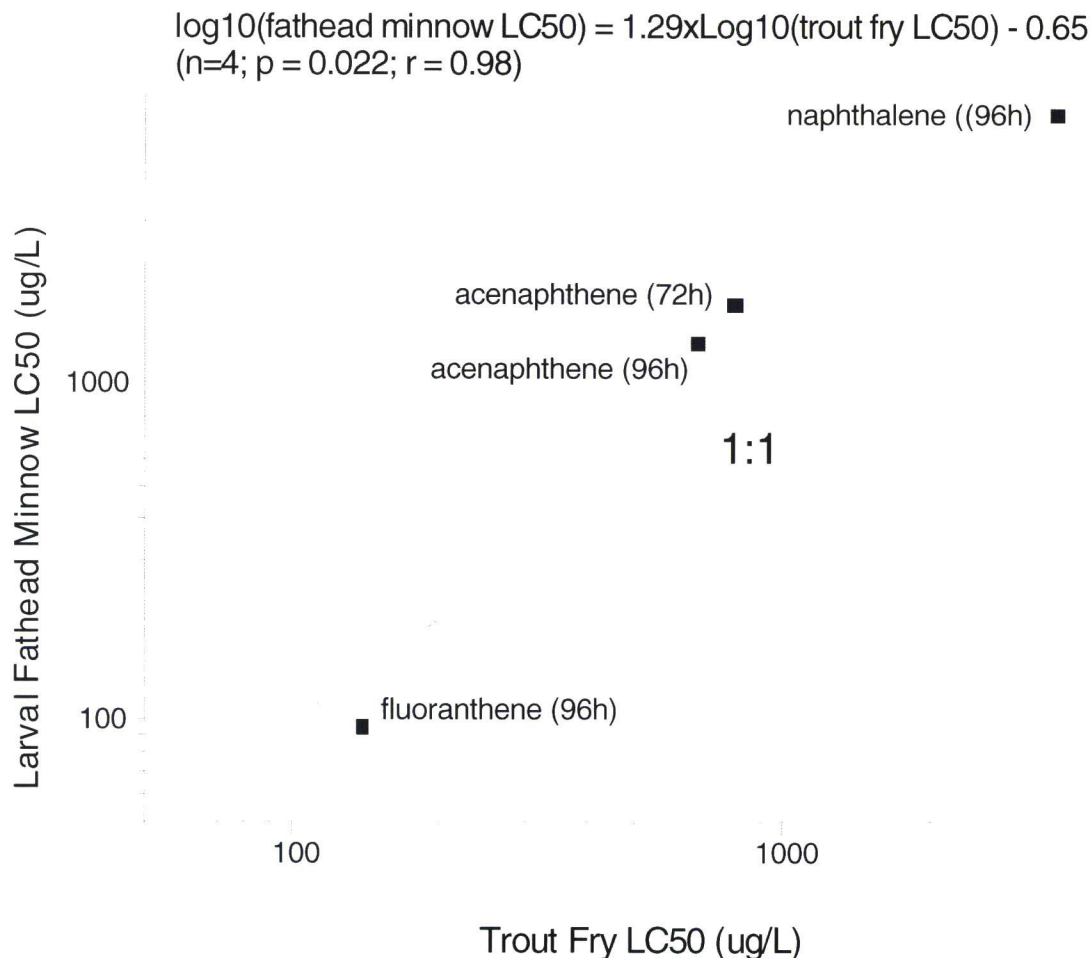 log10(fathead minnow LC50) = 1.29xLog10(trout fry LC50) - 0.65
(n=4; p = 0.022; r = 0.98)
naphthalene ((96h)
acenaphthene (72h)
acenaphthene (96h)
1000
1:1
Larval Fathead Minnow LC50 (ug/L)
fluoranthene (96h)
100
100
1000
Trout Fry LC50 (ug/L)